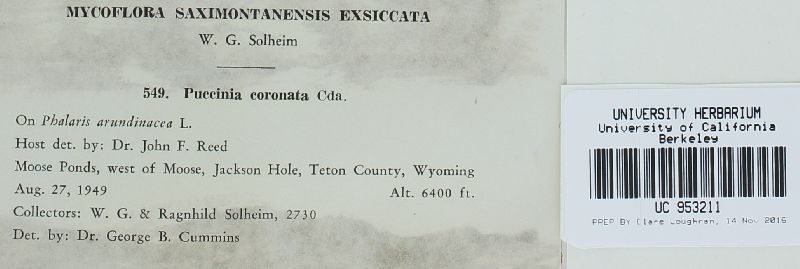 MYCOFLORA SAXIMONTANENSIS EXSICCATA
W. G. Solheim
549. Puccinia coronata Cda.
On Phalaris arundinacea L.
Host det. by: Dr. John F. Reed
Moose Ponds, west of Moose, Jackson Hole, Teton County, Wyoming
Aug. 27, 1949 Alt. 6400 ft.
Collectors: W. G. & Ragnhild Solheim, 2730
Det. by: Dr. George B. Cummins
UNIVERSITY HERBARIUM
University of California
Berkeley
UC 953211
PREP BY Clare Loughran, 14 Nov 2016